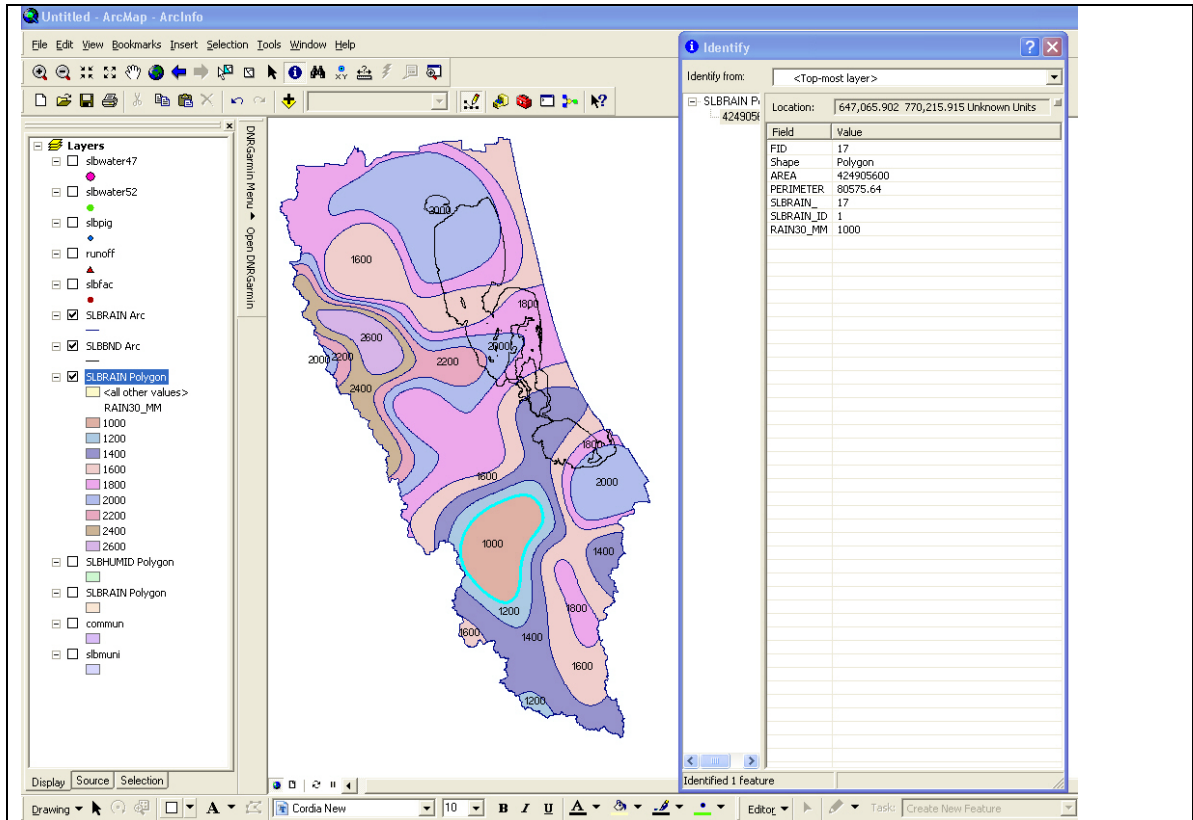 Untitled - ArcMap - ArcInfo
File Edit View Bookmarks Insert Selection Tools Window Help
Layers
slbwater47
slbwater52
slbpig
runoff
slbfac
SLBRAIN Arc
SLBBND Arc
SLBRAIN Polygon
<all other values>
RAIN30_MM
1000
1200
1400
1600
1800
2000
2200
2400
2600
SLBHUMID Polygon
SLBRAIN Polygon
commun
slbmuni
Display Source Selection
DNRGarmin Menu Open DNRGarmin
2000
1600
1800
2600
2000
2200
2200
2000
2400
1800
1600
2000
1000
1400
1200
1800
1600
1400
1600
1200
Identify
Identify from: <Top-most layer>
SLBRAIN P
4249056
Location: 647,065.902 770,215.915 Unknown Units
Field Value
FID 17
Shape Polygon
AREA 424905600
PERIMETER 80575.64
SLBRAIN_ 17
SLBRAIN_ID 1
RAIN30_MM 1000
Identified 1 feature
Drawing A Cordia New 10 B I U A Editor Task: Create New Feature